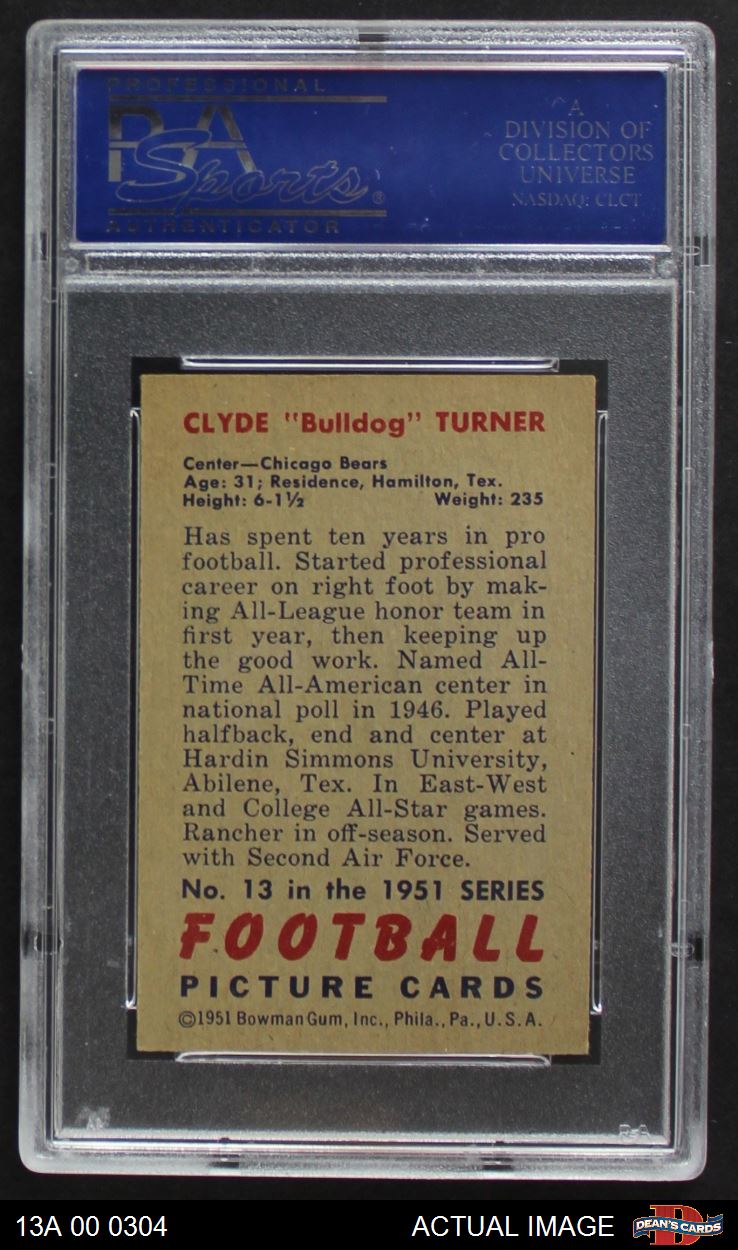 PROFESSIONAL
PSA
Sports®
AUTHENTICATOR
A
DIVISION OF
COLLECTORS
UNIVERSE
NASDAQ: CLCT
CLYDE "Bulldog" TURNER
Center—Chicago Bears
Age: 31; Residence, Hamilton, Tex.
Height: 6-1½ Weight: 235
Has spent ten years in pro
football. Started professional
career on right foot by mak-
ing All-League honor team in
first year, then keeping up
the good work. Named All-
Time All-American center in
national poll in 1946. Played
halfback, end and center at
Hardin Simmons University,
Abilene, Tex. In East-West
and College All-Star games.
Rancher in off-season. Served
with Second Air Force.
No. 13 in the 1951 SERIES
FOOTBALL
PICTURE CARDS
©1951 Bowman Gum, Inc., Phila., Pa., U.S.A.
PSA
13A 00 0304 ACTUAL IMAGE DEAN'S CARDS